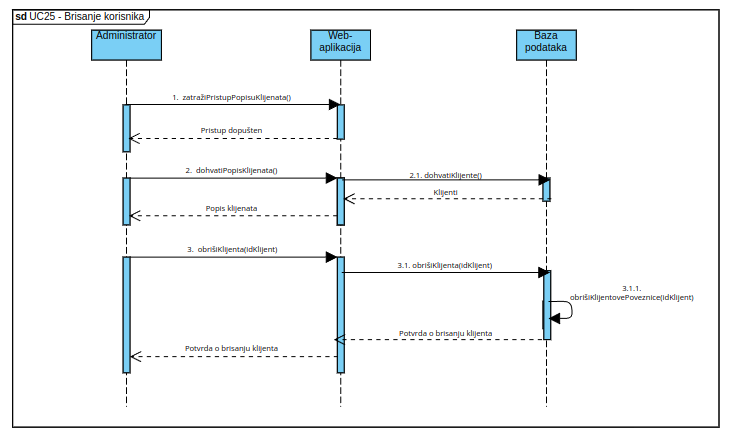 sd UC25 - Brisanje korisnika
Administrator
Web-
aplikacija
Baza
podataka
1. zatražiPristupPopisuKlijenata()
Pristup dopušten
2. dohvatiPopisKlijenata()
2.1. dohvatiKlijente()
Klijenti
Popis klijenata
3. obrišiKlijenta(idKlijent)
3.1. obrišiKlijenta(idKlijent)
3.1.1.
obrišiKlijentovePoveznice(idKlijent)
Potvrda o brisanju klijenta
Potvrda o brisanju klijenta